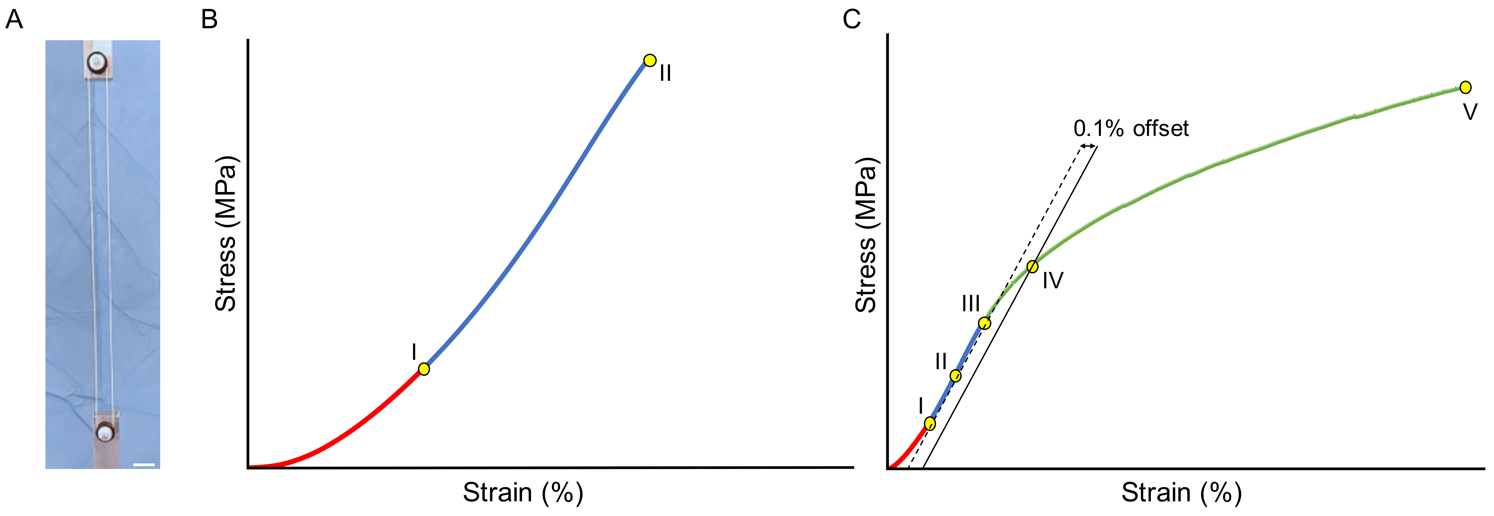 A
B
Stress (MPa)
I
II
Strain (%)
C
Stress (MPa)
0.1% offset
I
II
III
IV
V
Strain (%)